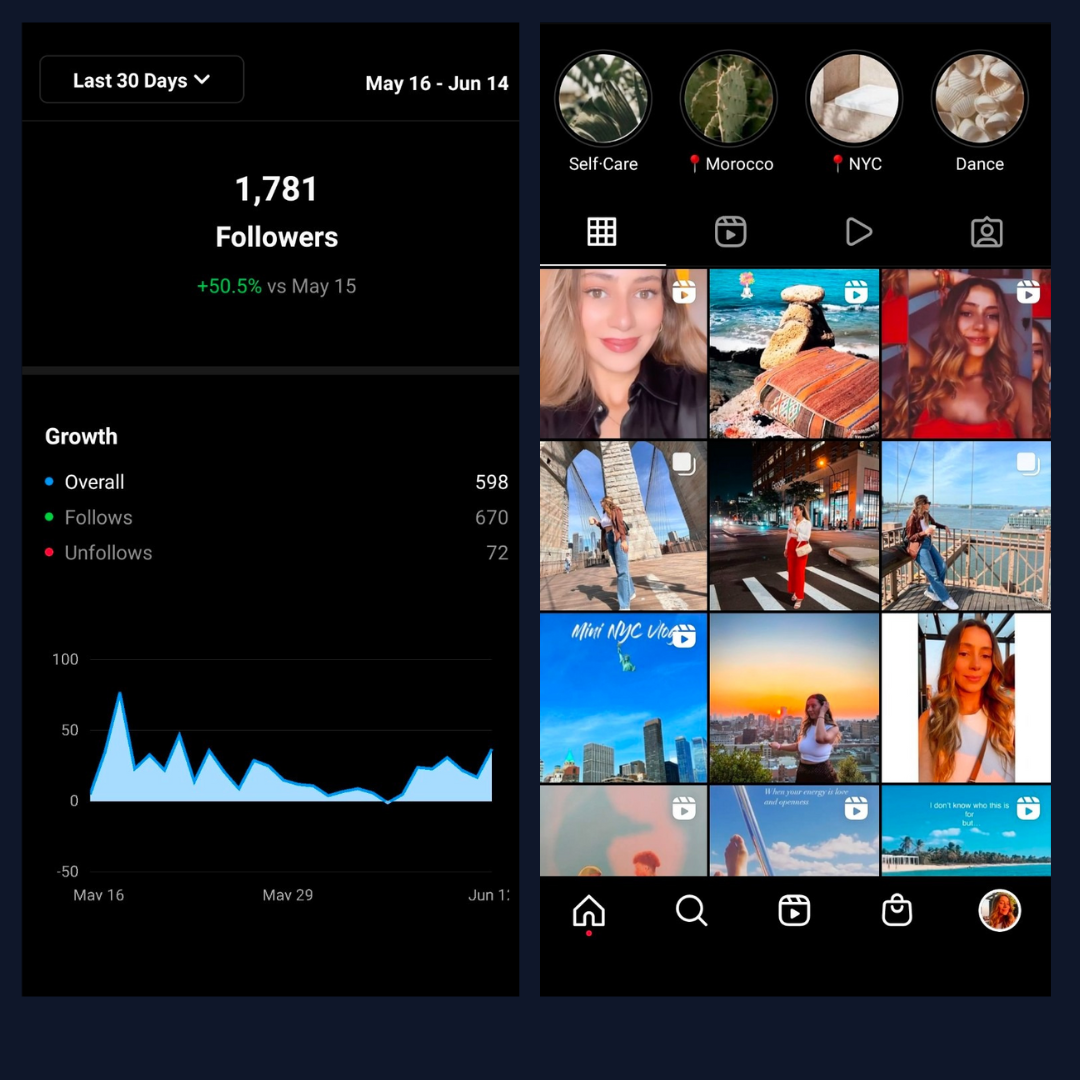 Last 30 Days
May 16 - Jun 14
1,781
Followers
+50.5% vs May 15
Growth
Overall 598
Follows 670
Unfollows 72
100
50
0
-50
May 16
May 29
Jun 1
Self·Care
📍Morocco
📍NYC
Dance
Mini NYC Vlog
When your energy is love
and openness
I don't know who this is
for
but...